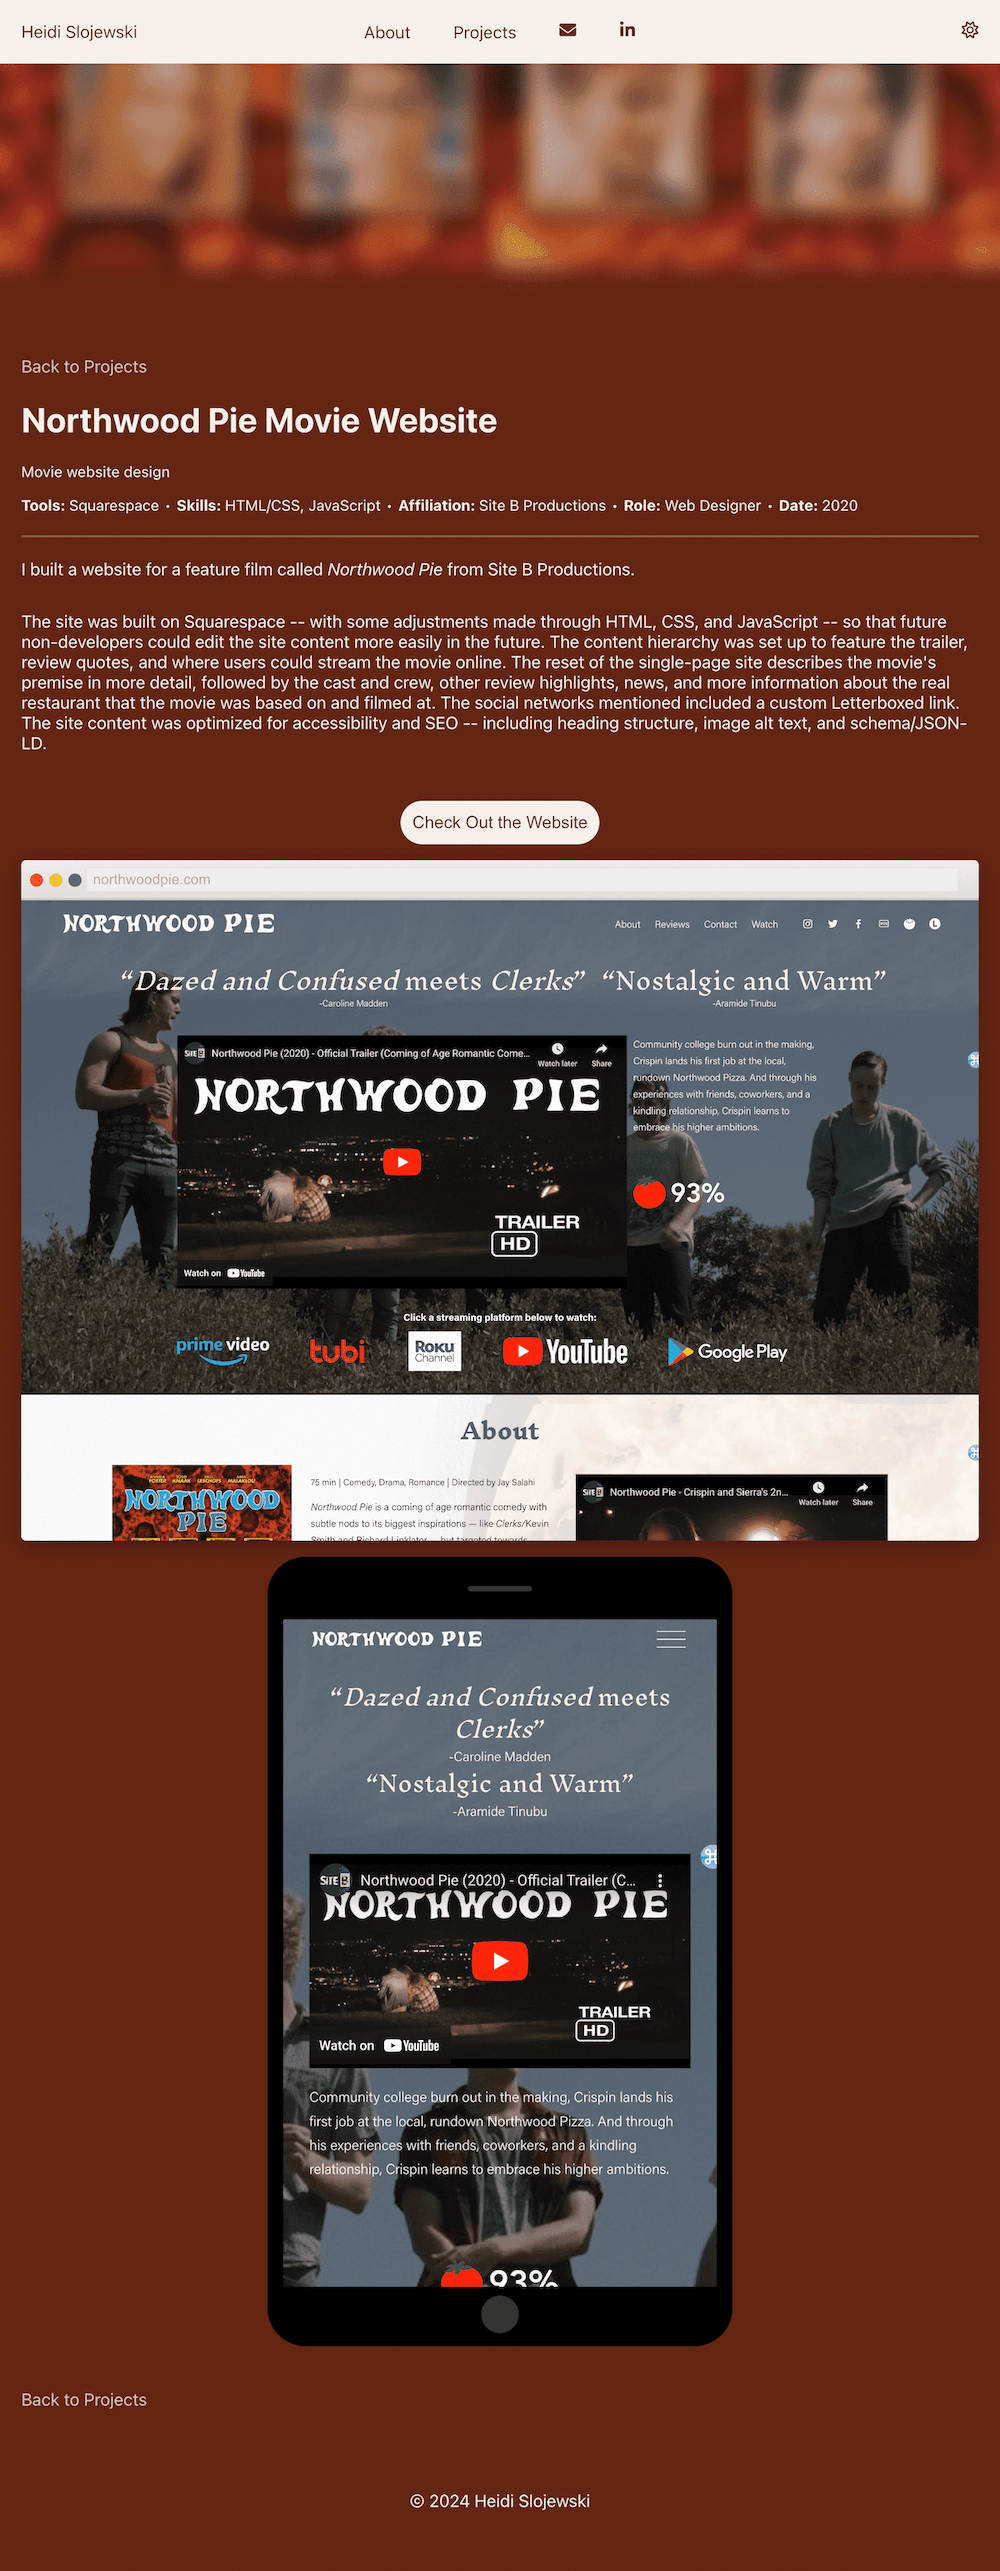 Heidi Slojewski
About
Projects
Back to Projects
Northwood Pie Movie Website
Movie website design
Tools: Squarespace • Skills: HTML/CSS, JavaScript • Affiliation: Site B Productions • Role: Web Designer • Date: 2020
I built a website for a feature film called Northwood Pie from Site B Productions.
The site was built on Squarespace -- with some adjustments made through HTML, CSS, and JavaScript -- so that future
non-developers could edit the site content more easily in the future. The content hierarchy was set up to feature the trailer,
review quotes, and where users could stream the movie online. The reset of the single-page site describes the movie's
premise in more detail, followed by the cast and crew, other review highlights, news, and more information about the real
restaurant that the movie was based on and filmed at. The social networks mentioned included a custom Letterboxed link.
The site content was optimized for accessibility and SEO -- including heading structure, image alt text, and schema/JSON-
LD.
Check Out the Website
northwoodpie.com
NORTHWOOD PIE
About
Reviews
Contact
Watch
“Dazed and Confused meets Clerks”
-Caroline Madden
“Nostalgic and Warm”
-Aramide Tinubu
SiTE B
Northwood Pie (2020) - Official Trailer (Coming of Age Romantic Come...
Watch later
Share
NORTHWOOD PIE
TRAILER
HD
Watch on YouTube
Community college burn out in the making,
Crispin lands his first job at the local,
rundown Northwood Pizza. And through his
experiences with friends, coworkers, and a
kindling relationship, Crispin learns to
embrace his higher ambitions.
93%
Click a streaming platform below to watch:
prime video
tubi
Roku
Channel
YouTube
Google Play
About
NORTHWOOD
PIE
75 min | Comedy, Drama, Romance | Directed by Jay Salahi
Northwood Pie is a coming of age romantic comedy with
subtle nods to its biggest inspirations — like Clerks/Kevin
Smith and Richard Linklater — but targeted towards
SiTE B
Northwood Pie - Crispin and Sierra's 2n...
Watch later
Share
NORTHWOOD PIE
“Dazed and Confused meets
Clerks”
-Caroline Madden
“Nostalgic and Warm”
-Aramide Tinubu
SiTE B
Northwood Pie (2020) - Official Trailer (C...
NORTHWOOD PIE
TRAILER
HD
Watch on YouTube
Community college burn out in the making, Crispin lands his
first job at the local, rundown Northwood Pizza. And through
his experiences with friends, coworkers, and a kindling
relationship, Crispin learns to embrace his higher ambitions.
93%
Back to Projects
© 2024 Heidi Slojewski